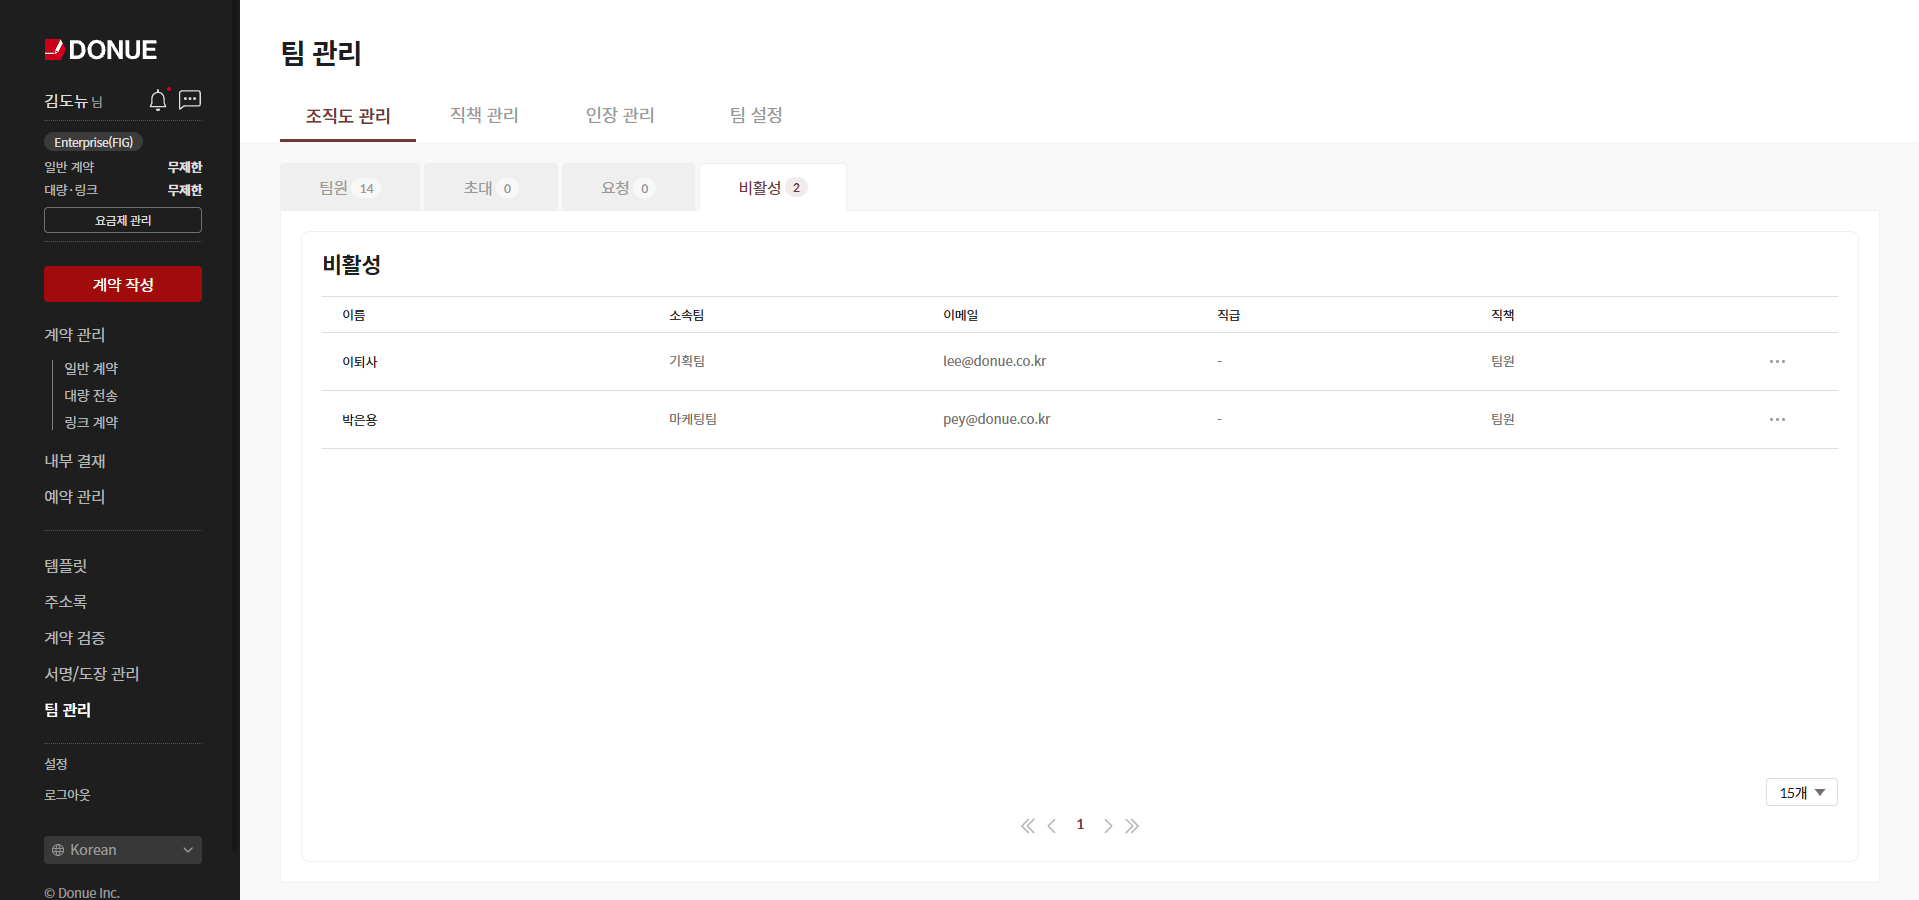 DONUE
김도뉴 님
Enterprise(FIG)
일반 계약 무제한
대량·링크 무제한
요금제 관리
계약 작성
계약 관리
일반 계약
대량 전송
링크 계약
내부 결재
예약 관리
템플릿
주소록
계약 검증
서명/도장 관리
팀 관리
설정
로그아웃
Korean
© Donue Inc.
팀 관리
조직도 관리 직책 관리 인장 관리 팀 설정
팀원 14 초대 0 요청 0 비활성 2
비활성
이름 소속팀 이메일 직급 직책
이퇴사 기획팀 lee@donue.co.kr - 팀원
박은용 마케팅팀 pey@donue.co.kr - 팀원
15개
1